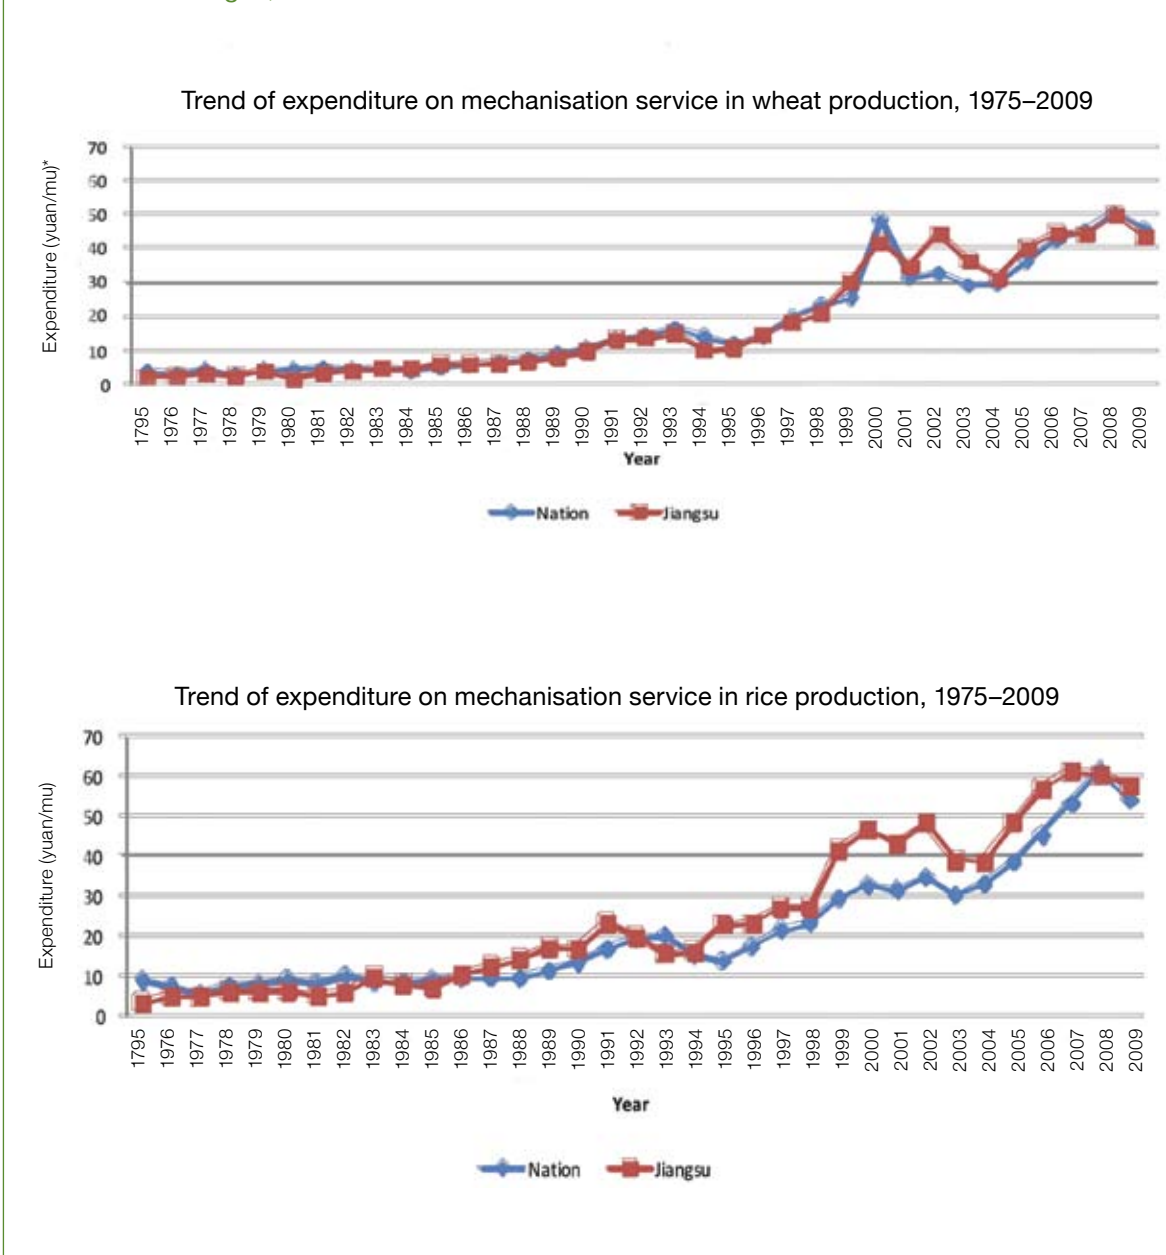 Trend of expenditure on mechanisation service in wheat production, 1975–2009
Expenditure (yuan/mu)*
70
60
50
40
30
20
10
0
1795 1976 1977 1978 1979 1980 1981 1982 1983 1984 1985 1986 1987 1988 1989 1990 1991 1992 1993 1994 1995 1996 1997 1998 1999 2000 2001 2002 2003 2004 2005 2006 2007 2008 2009
Year
Nation Jiangsu
Trend of expenditure on mechanisation service in rice production, 1975–2009
Expenditure (yuan/mu)
70
60
50
40
30
20
10
0
1795 1976 1977 1978 1979 1980 1981 1982 1983 1984 1985 1986 1987 1988 1989 1990 1991 1992 1993 1994 1995 1996 1997 1998 1999 2000 2001 2002 2003 2004 2005 2006 2007 2008 2009
Year
Nation Jiangsu